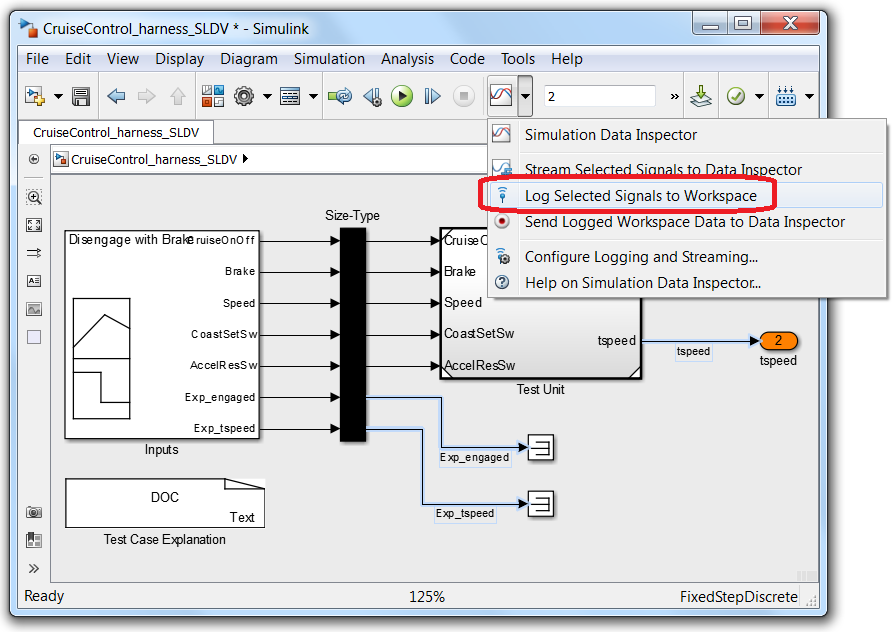 CruiseControl_harness_SLDV * - Simulink
File Edit View Display Diagram Simulation Analysis Code Tools Help
2 »
CruiseControl_harness_SLDV
CruiseControl_harness_SLDV
Simulation Data Inspector
Stream Selected Signals to Data Inspector
Log Selected Signals to Workspace
Send Logged Workspace Data to Data Inspector
Configure Logging and Streaming...
Help on Simulation Data Inspector...
Size-Type
Disengage with Brake
CruiseOnOff
Brake
Speed
CoastSetSw
AccelResSw
Exp_engaged
Exp_tspeed
Inputs
Brake
Speed
CoastSetSw
AccelResSw
tspeed
Test Unit
tspeed
2
tspeed
Exp_engaged
Exp_tspeed
DOC
Text
Test Case Explanation
A≡
»
Ready 125% FixedStepDiscrete